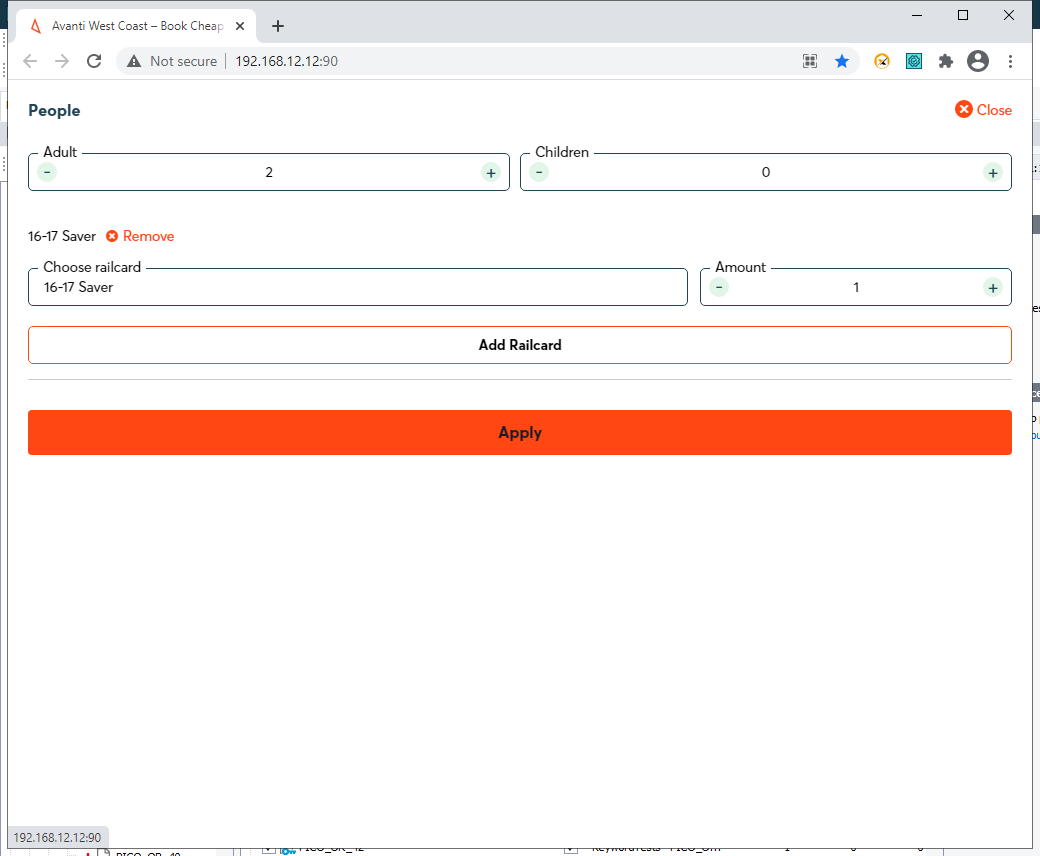 Avanti West Coast – Book Cheap
Not secure
192.168.12.12:90
People
Close
Adult
Children
- 2 +
- 0 +
16-17 Saver Remove
Choose railcard
Amount
16-17 Saver
- 1 +
Add Railcard
Apply
192.168.12.12:90